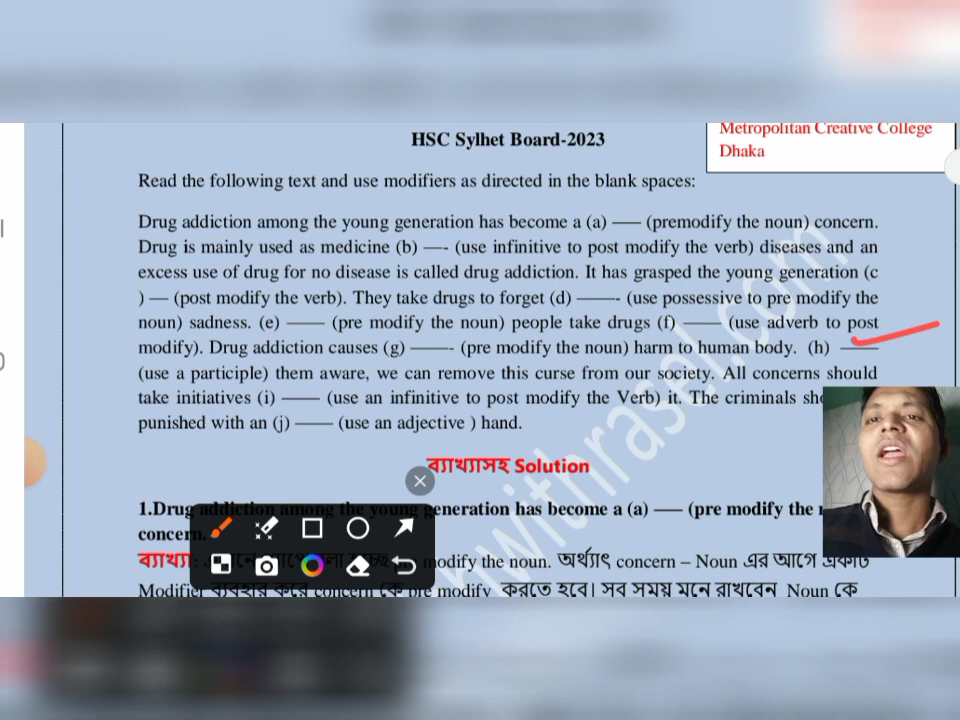 Metropolitan Creative College
Dhaka
HSC Sylhet Board-2023
Read the following text and use modifiers as directed in the blank spaces:
Drug addiction among the young generation has become a (a) —— (premodify the noun) concern.
Drug is mainly used as medicine (b) —- (use infinitive to post modify the verb) diseases and an
excess use of drug for no disease is called drug addiction. It has grasped the young generation (c
) — (post modify the verb). They take drugs to forget (d) ——- (use possessive to pre modify the
noun) sadness. (e) —— (pre modify the noun) people take drugs (f) —— (use adverb to post
modify). Drug addiction causes (g) ——- (pre modify the noun) harm to human body. (h) ——
(use a participle) them aware, we can remove this curse from our society. All concerns should
take initiatives (i) —— (use an infinitive to post modify the Verb) it. The criminals
punished with an (j) —— (use an adjective ) hand.
ব্যাখ্যাসহ Solution
1.Drug addiction among the young generation has become a (a) —— (pre modify the
concern.
ব্যাখ্যা: modify the noun. অর্থ্যাৎ concern – Noun এর আগে একটি
Modifier ব্যবহার করে concern কে pre modify করতে হবে। সব সময় মনে রাখবেন Noun কে
withrasel.com